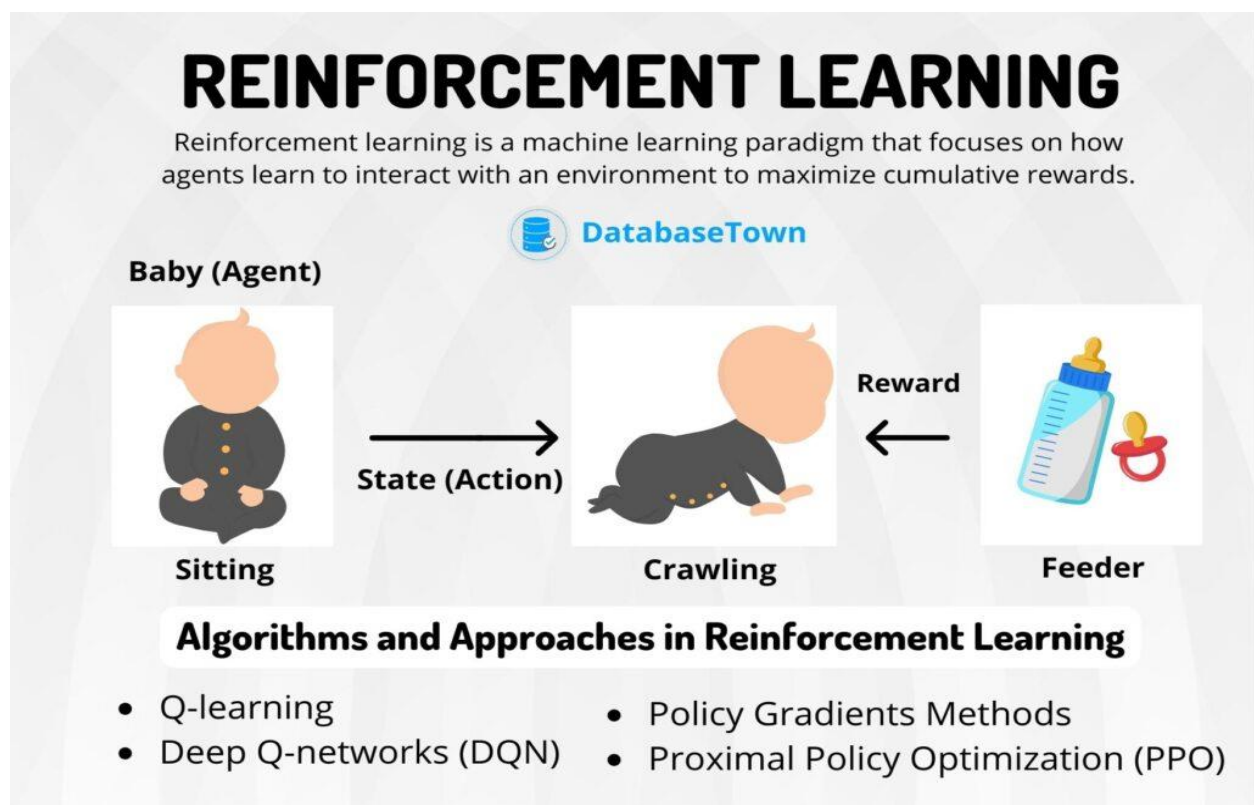 REINFORCEMENT LEARNING
Reinforcement learning is a machine learning paradigm that focuses on how
agents learn to interact with an environment to maximize cumulative rewards.
DatabaseTown
Baby (Agent)
State (Action)
Reward
Sitting
Crawling
Feeder
Algorithms and Approaches in Reinforcement Learning
• Q-learning
• Deep Q-networks (DQN)
• Policy Gradients Methods
• Proximal Policy Optimization (PPO)